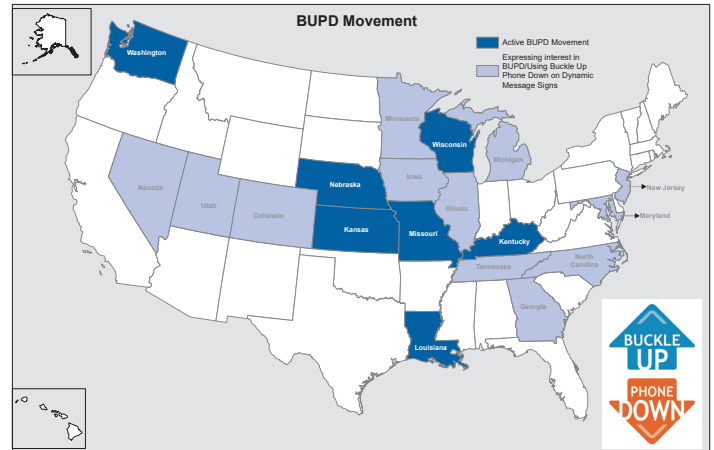 BUPD Movement
Active BUPD Movement
Expressing interest in
BUPD/Using Buckle Up
Phone Down on Dynamic
Message Signs
Washington
Minnesota
Wisconsin
Michigan
Nebraska
Iowa
Nevada
Utah
Colorado
Illinois
New Jersey
Maryland
Kansas
Missouri
Kentucky
Tennessee
North
Carolina
Georgia
Louisiana
BUCKLE
UP
PHONE
DOWN